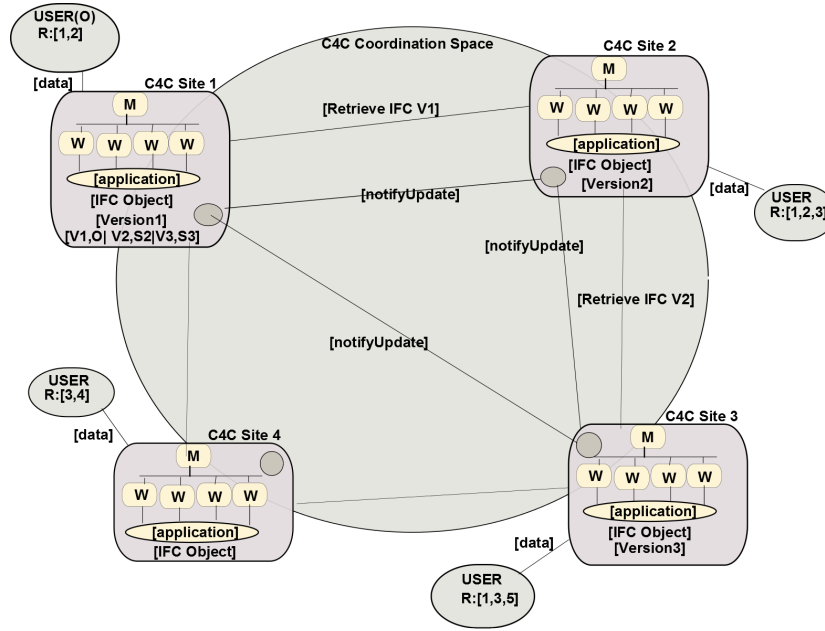 USER(O)
R:[1,2]
[data]
C4C Site 1
M
W W W W
[application]
[IFC Object]
[Version1]
[V1,O| V2,S2|V3,S3]
C4C Coordination Space
[Retrieve IFC V1]
[notifyUpdate]
[notifyUpdate]
[Retrieve IFC V2]
[notifyUpdate]
C4C Site 2
M
W W W W
[application]
[IFC Object]
[Version2]
[data]
USER
R:[1,2,3]
USER
R:[3,4]
[data]
C4C Site 4
M
W W W W
[application]
[IFC Object]
C4C Site 3
M
W W W W
[application]
[IFC Object]
[Version3]
[data]
USER
R:[1,3,5]